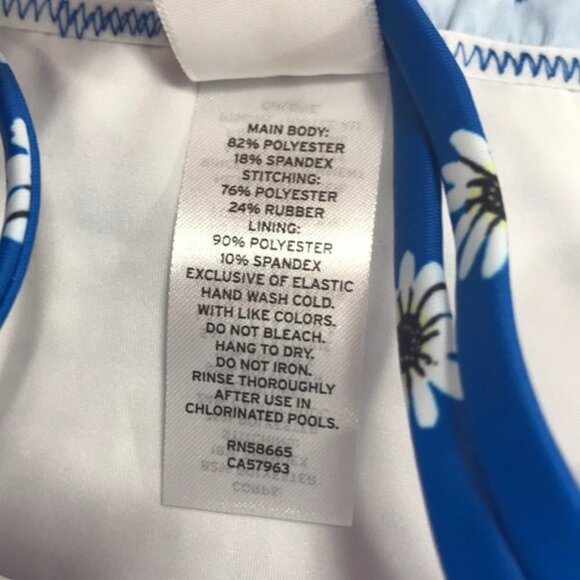 MAIN BODY:
82% POLYESTER
18% SPANDEX
STITCHING:
76% POLYESTER
24% RUBBER
LINING:
90% POLYESTER
10% SPANDEX
EXCLUSIVE OF ELASTIC
HAND WASH COLD.
WITH LIKE COLORS.
DO NOT BLEACH.
HANG TO DRY.
DO NOT IRON.
RINSE THOROUGHLY
AFTER USE IN
CHLORINATED POOLS.
RN58665
CA57963